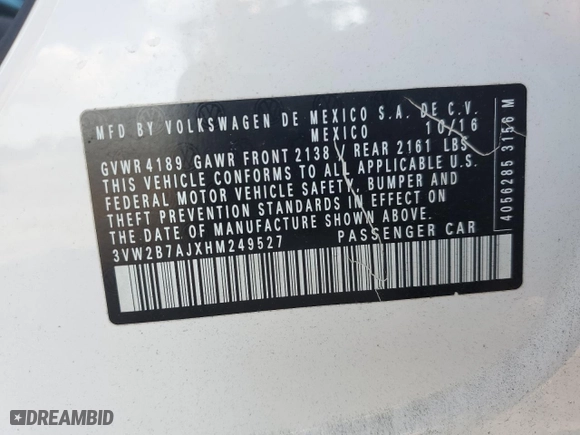 MFD BY VOLKSWAGEN DE MEXICO S.A. DE C.V.
MEXICO 10/16
GVWR 4189 GAWR FRONT 2138 REAR 2161 LBS
THIS VEHICLE CONFORMS TO ALL APPLICABLE U.S.
FEDERAL MOTOR VEHICLE SAFETY, BUMPER AND
THEFT PREVENTION STANDARDS IN EFFECT ON
THE DATE OF MANUFACTURE SHOWN ABOVE.
3VW2B7AJXHM249527 PASSENGER CAR
4056285 3T56 M
DREAMBID